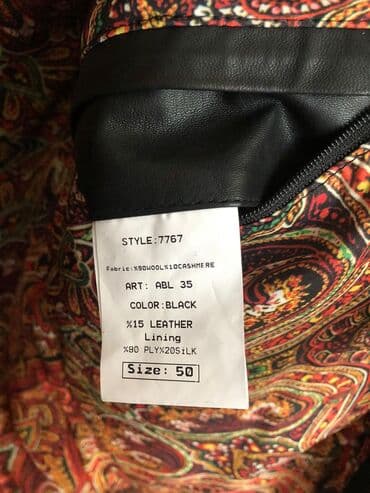 STYLE:7767
Fabric:%90WOOL%10CASHMERE
ART: ABL 35
COLOR:BLACK
%15 LEATHER
Lining
%80 PLY%20SiLK
Size: 50